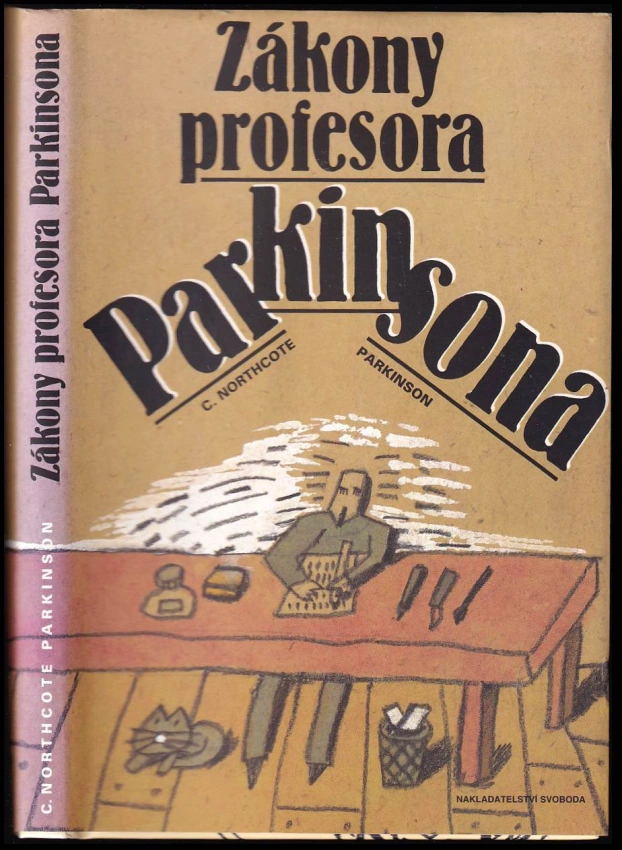 Zákony
profesora
Parkinsona
C. NORTHCOTE PARKINSON
NAKLADATELSTVÍ SVOBODA
C. NORTHCOTE PARKINSON Zákony profesora Parkinsona